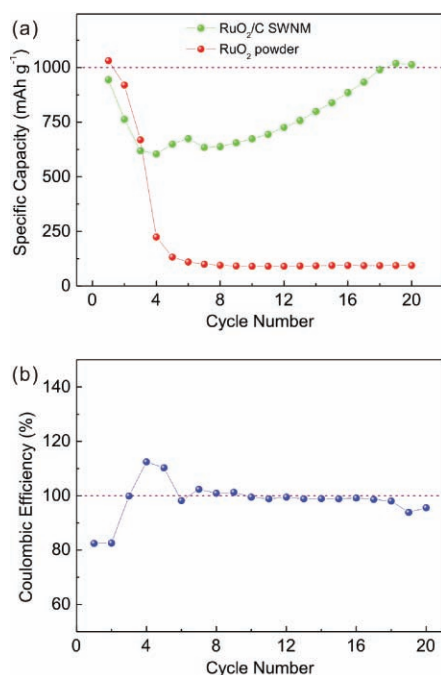 (a)
RuO₂/C SWNM
RuO₂ powder
Specific Capacity (mAh g⁻¹)
1000
750
500
250
0
0 4 8 12 16 20
Cycle Number
(b)
Coulombic Efficiency (%)
140
120
100
80
60
0 4 8 12 16 20
Cycle Number